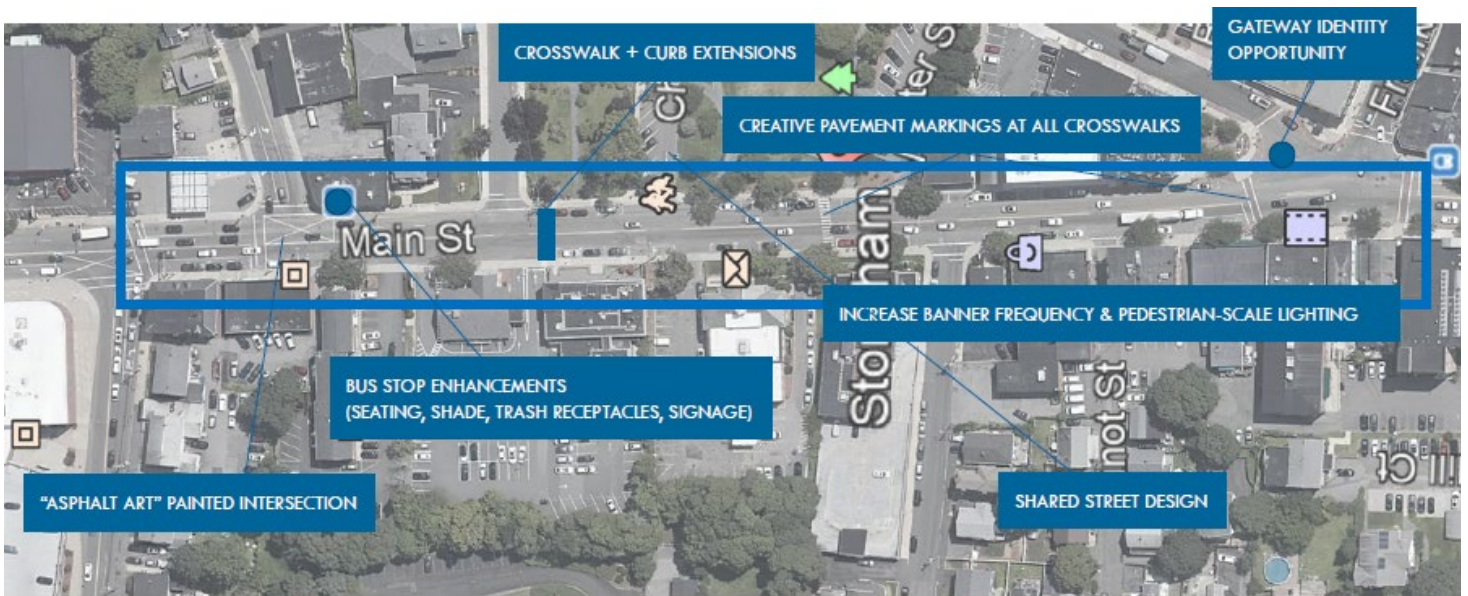 GATEWAY IDENTITY
OPPORTUNITY
CROSSWALK + CURB EXTENSIONS
CREATIVE PAVEMENT MARKINGS AT ALL CROSSWALKS
Main St
INCREASE BANNER FREQUENCY & PEDESTRIAN-SCALE LIGHTING
BUS STOP ENHANCEMENTS
(SEATING, SHADE, TRASH RECEPTACLES, SIGNAGE)
"ASPHALT ART" PAINTED INTERSECTION
SHARED STREET DESIGN